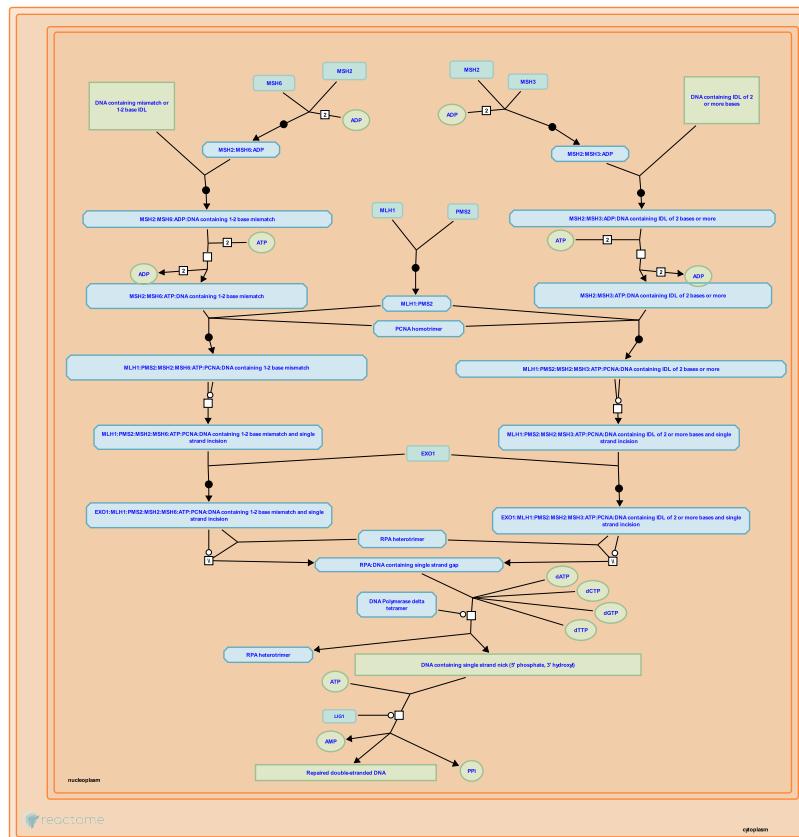 MSH2
MSH2
MSH6
MSH3
DNA containing mismatch or
1-2 base IDL
DNA containing IDL of 2
or more bases
2
ADP
ADP
2
MSH2:MSH6:ADP
MSH2:MSH3:ADP
MLH1
PMS2
MSH2:MSH6:ADP:DNA containing 1-2 base mismatch
MSH2:MSH3:ADP:DNA containing IDL of 2 bases or more
2
ATP
ATP
2
ADP
2
2
ADP
MSH2:MSH6:ATP:DNA containing 1-2 base mismatch
MSH2:MSH3:ATP:DNA containing IDL of 2 bases or more
MLH1:PMS2
PCNA homotrimer
MLH1:PMS2:MSH2:MSH6:ATP:PCNA:DNA containing 1-2 base mismatch
MLH1:PMS2:MSH2:MSH3:ATP:PCNA:DNA containing IDL of 2 bases or more
MLH1:PMS2:MSH2:MSH6:ATP:PCNA:DNA containing 1-2 base mismatch and single
strand incision
MLH1:PMS2:MSH2:MSH3:ATP:PCNA:DNA containing IDL of 2 or more bases and single
strand incision
EXO1
EXO1:MLH1:PMS2:MSH2:MSH6:ATP:PCNA:DNA containing 1-2 base mismatch and single
strand incision
EXO1:MLH1:PMS2:MSH2:MSH3:ATP:PCNA:DNA containing IDL of 2 or more bases and single
strand incision
RPA heterotrimer
RPA:DNA containing single strand gap
dATP
dCTP
dGTP
dTTP
DNA Polymerase delta
tetramer
RPA heterotrimer
DNA containing single strand nick (5' phosphate, 3' hydroxyl)
ATP
LIG1
AMP
Repaired double-stranded DNA
PPi
nucleoplasm
reactome
cytoplasm